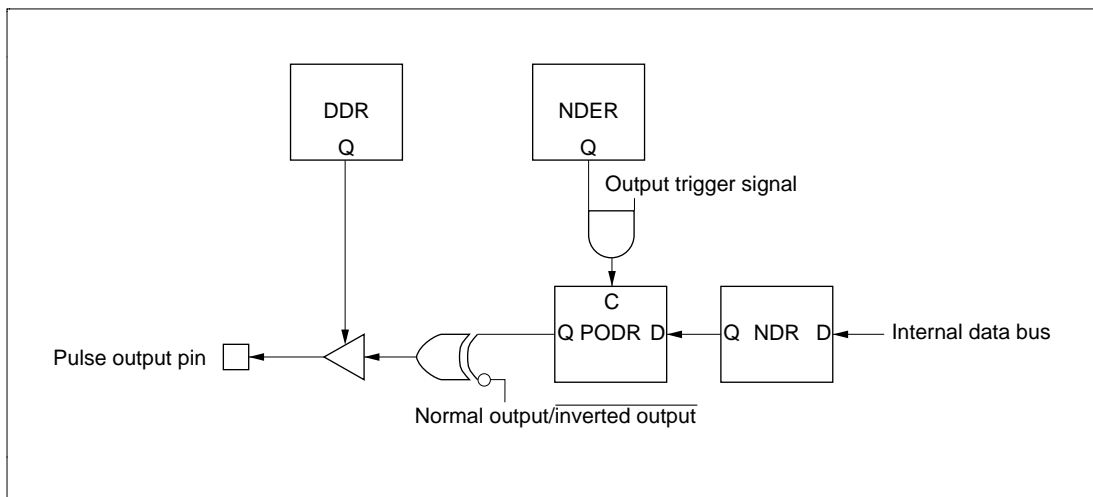 DDR
Q
NDER
Q
Output trigger signal
C
Q PODR D
Q NDR D
Internal data bus
Pulse output pin
Normal output/inverted output